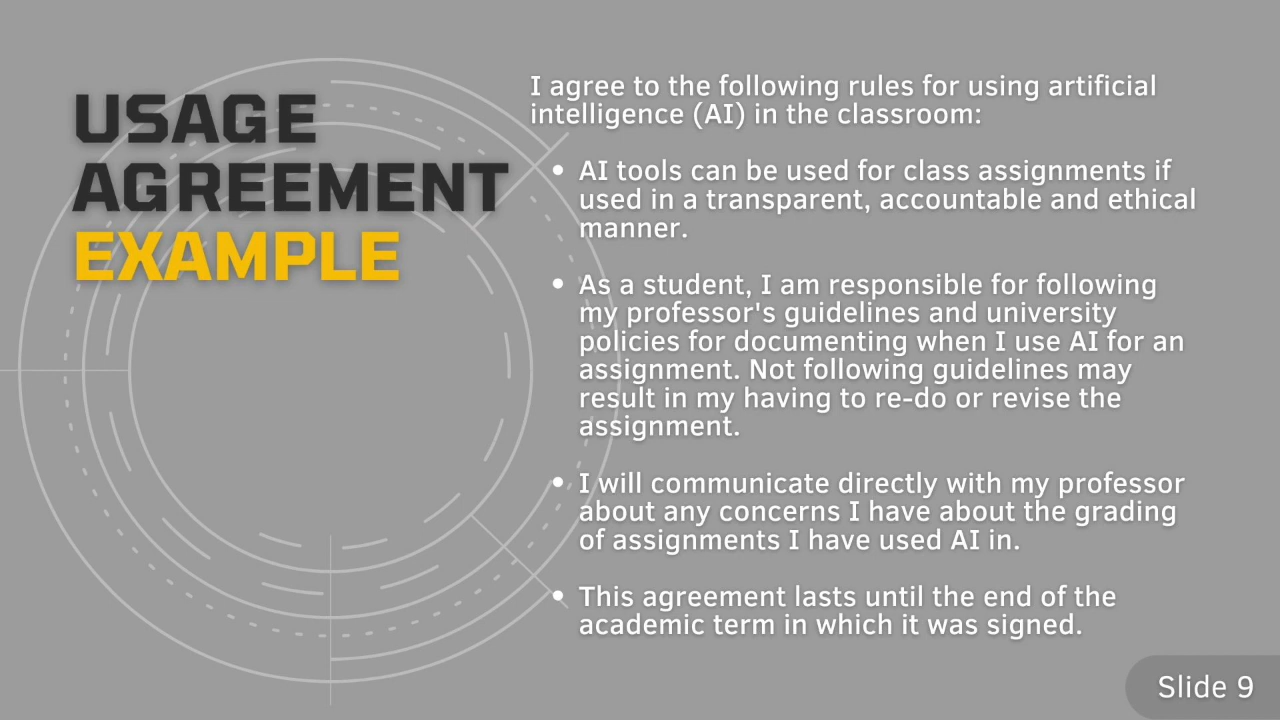 USAGE
AGREEMENT
EXAMPLE
I agree to the following rules for using artificial
intelligence (AI) in the classroom:
• AI tools can be used for class assignments if
used in a transparent, accountable and ethical
manner.
• As a student, I am responsible for following
my professor's guidelines and university
policies for documenting when I use AI for an
assignment. Not following guidelines may
result in my having to re-do or revise the
assignment.
• I will communicate directly with my professor
about any concerns I have about the grading
of assignments I have used AI in.
• This agreement lasts until the end of the
academic term in which it was signed.
Slide 9